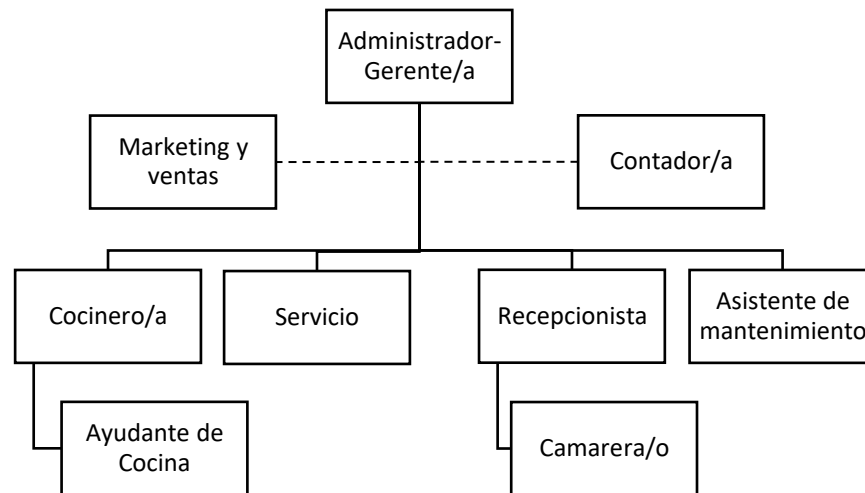 Administrador-
Gerente/a
Marketing y
ventas
Contador/a
Cocinero/a
Servicio
Recepcionista
Asistente de
mantenimiento
Ayudante de
Cocina
Camarera/o